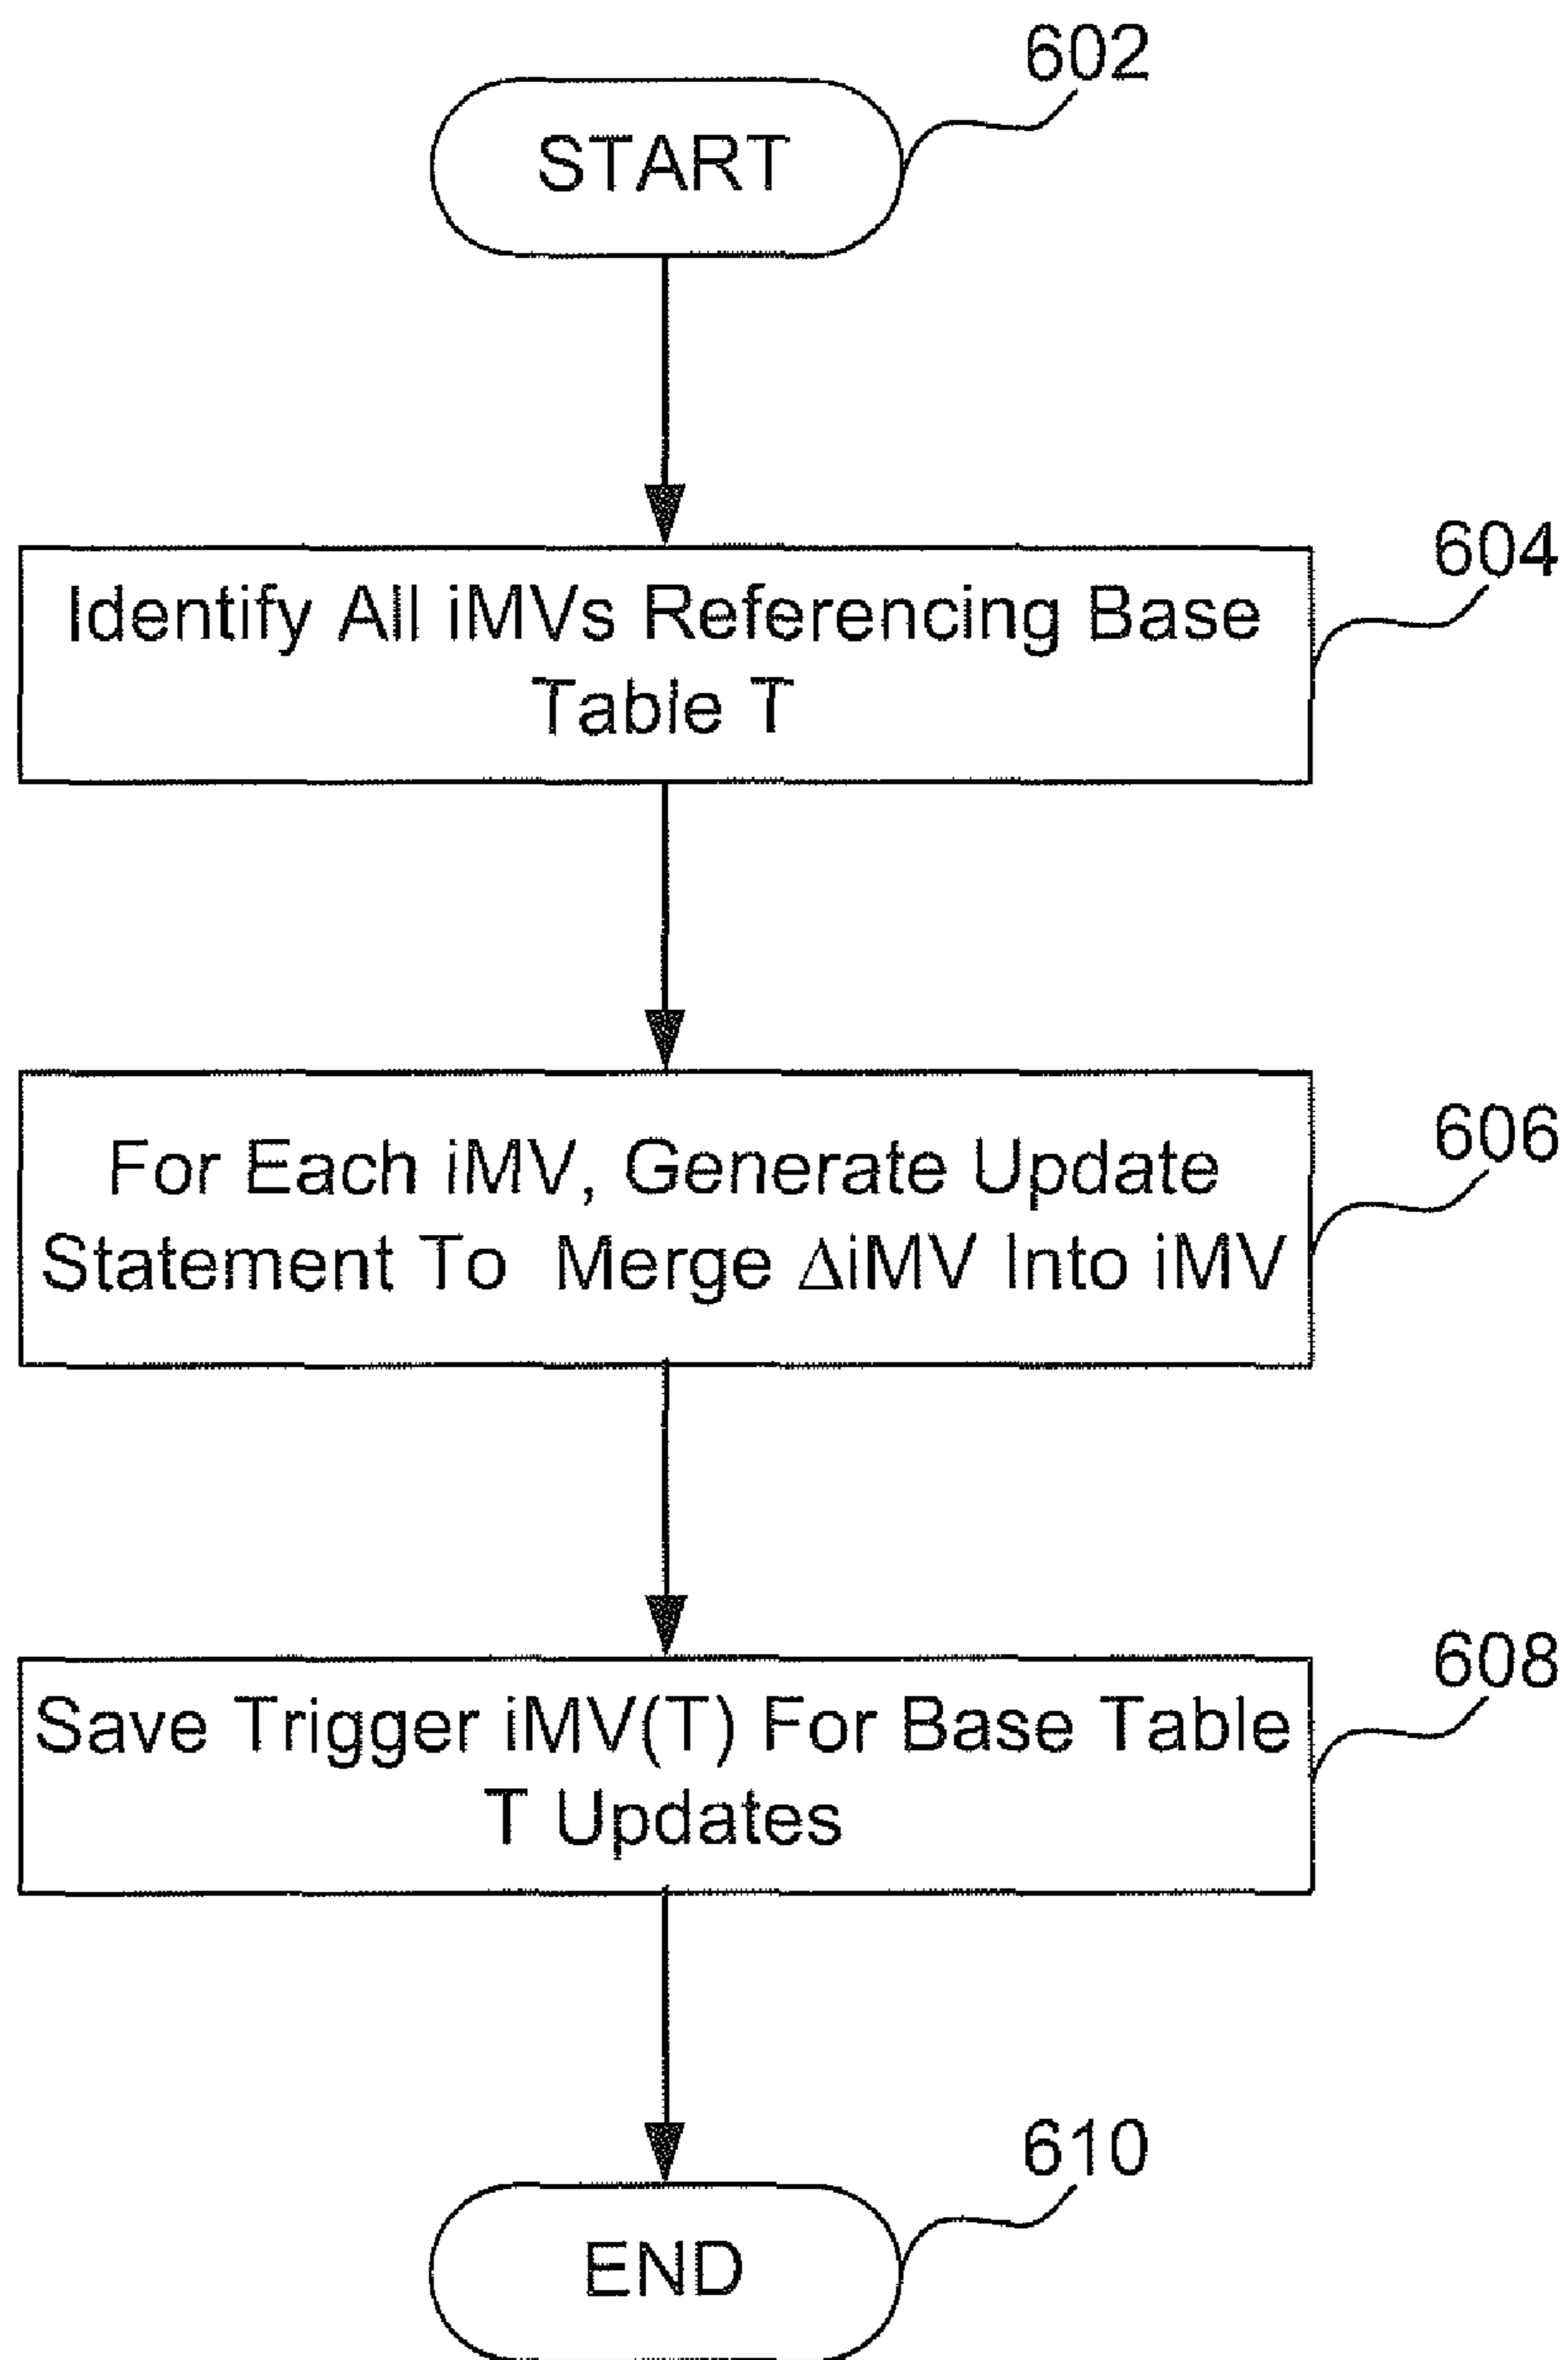 602
START
604
Identify All iMVs Referencing Base
Table T
606
For Each iMV, Generate Update
Statement To Merge ΔiMV Into iMV
608
Save Trigger iMV(T) For Base Table
T Updates
610
END